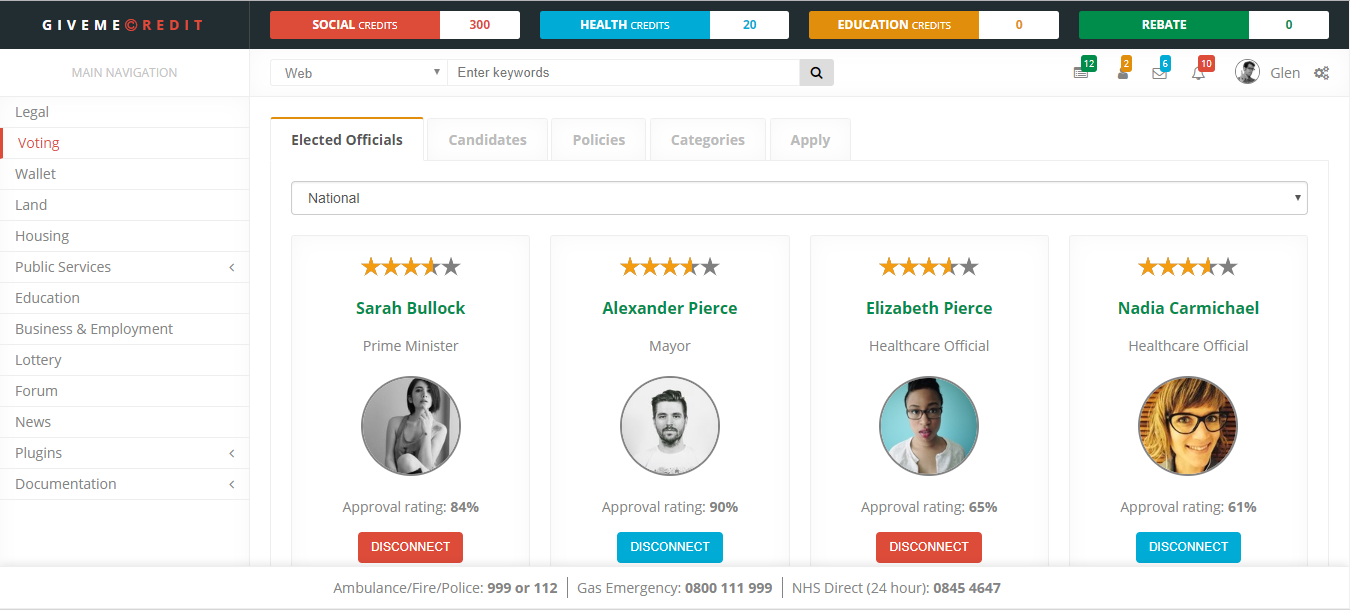 GIVEME©REDIT SOCIAL CREDITS 300 HEALTH CREDITS 20 EDUCATION CREDITS 0 REBATE 0
MAIN NAVIGATION Web Enter keywords 12 2 6 10 Glen
Legal
Voting
Wallet
Land
Housing
Public Services
Education
Business & Employment
Lottery
Forum
News
Plugins
Documentation
Elected Officials Candidates Policies Categories Apply
National
Sarah Bullock
Prime Minister
Approval rating: 84%
DISCONNECT
Alexander Pierce
Mayor
Approval rating: 90%
DISCONNECT
Elizabeth Pierce
Healthcare Official
Approval rating: 65%
DISCONNECT
Nadia Carmichael
Healthcare Official
Approval rating: 61%
DISCONNECT
Ambulance/Fire/Police: 999 or 112 Gas Emergency: 0800 111 999 NHS Direct (24 hour): 0845 4647